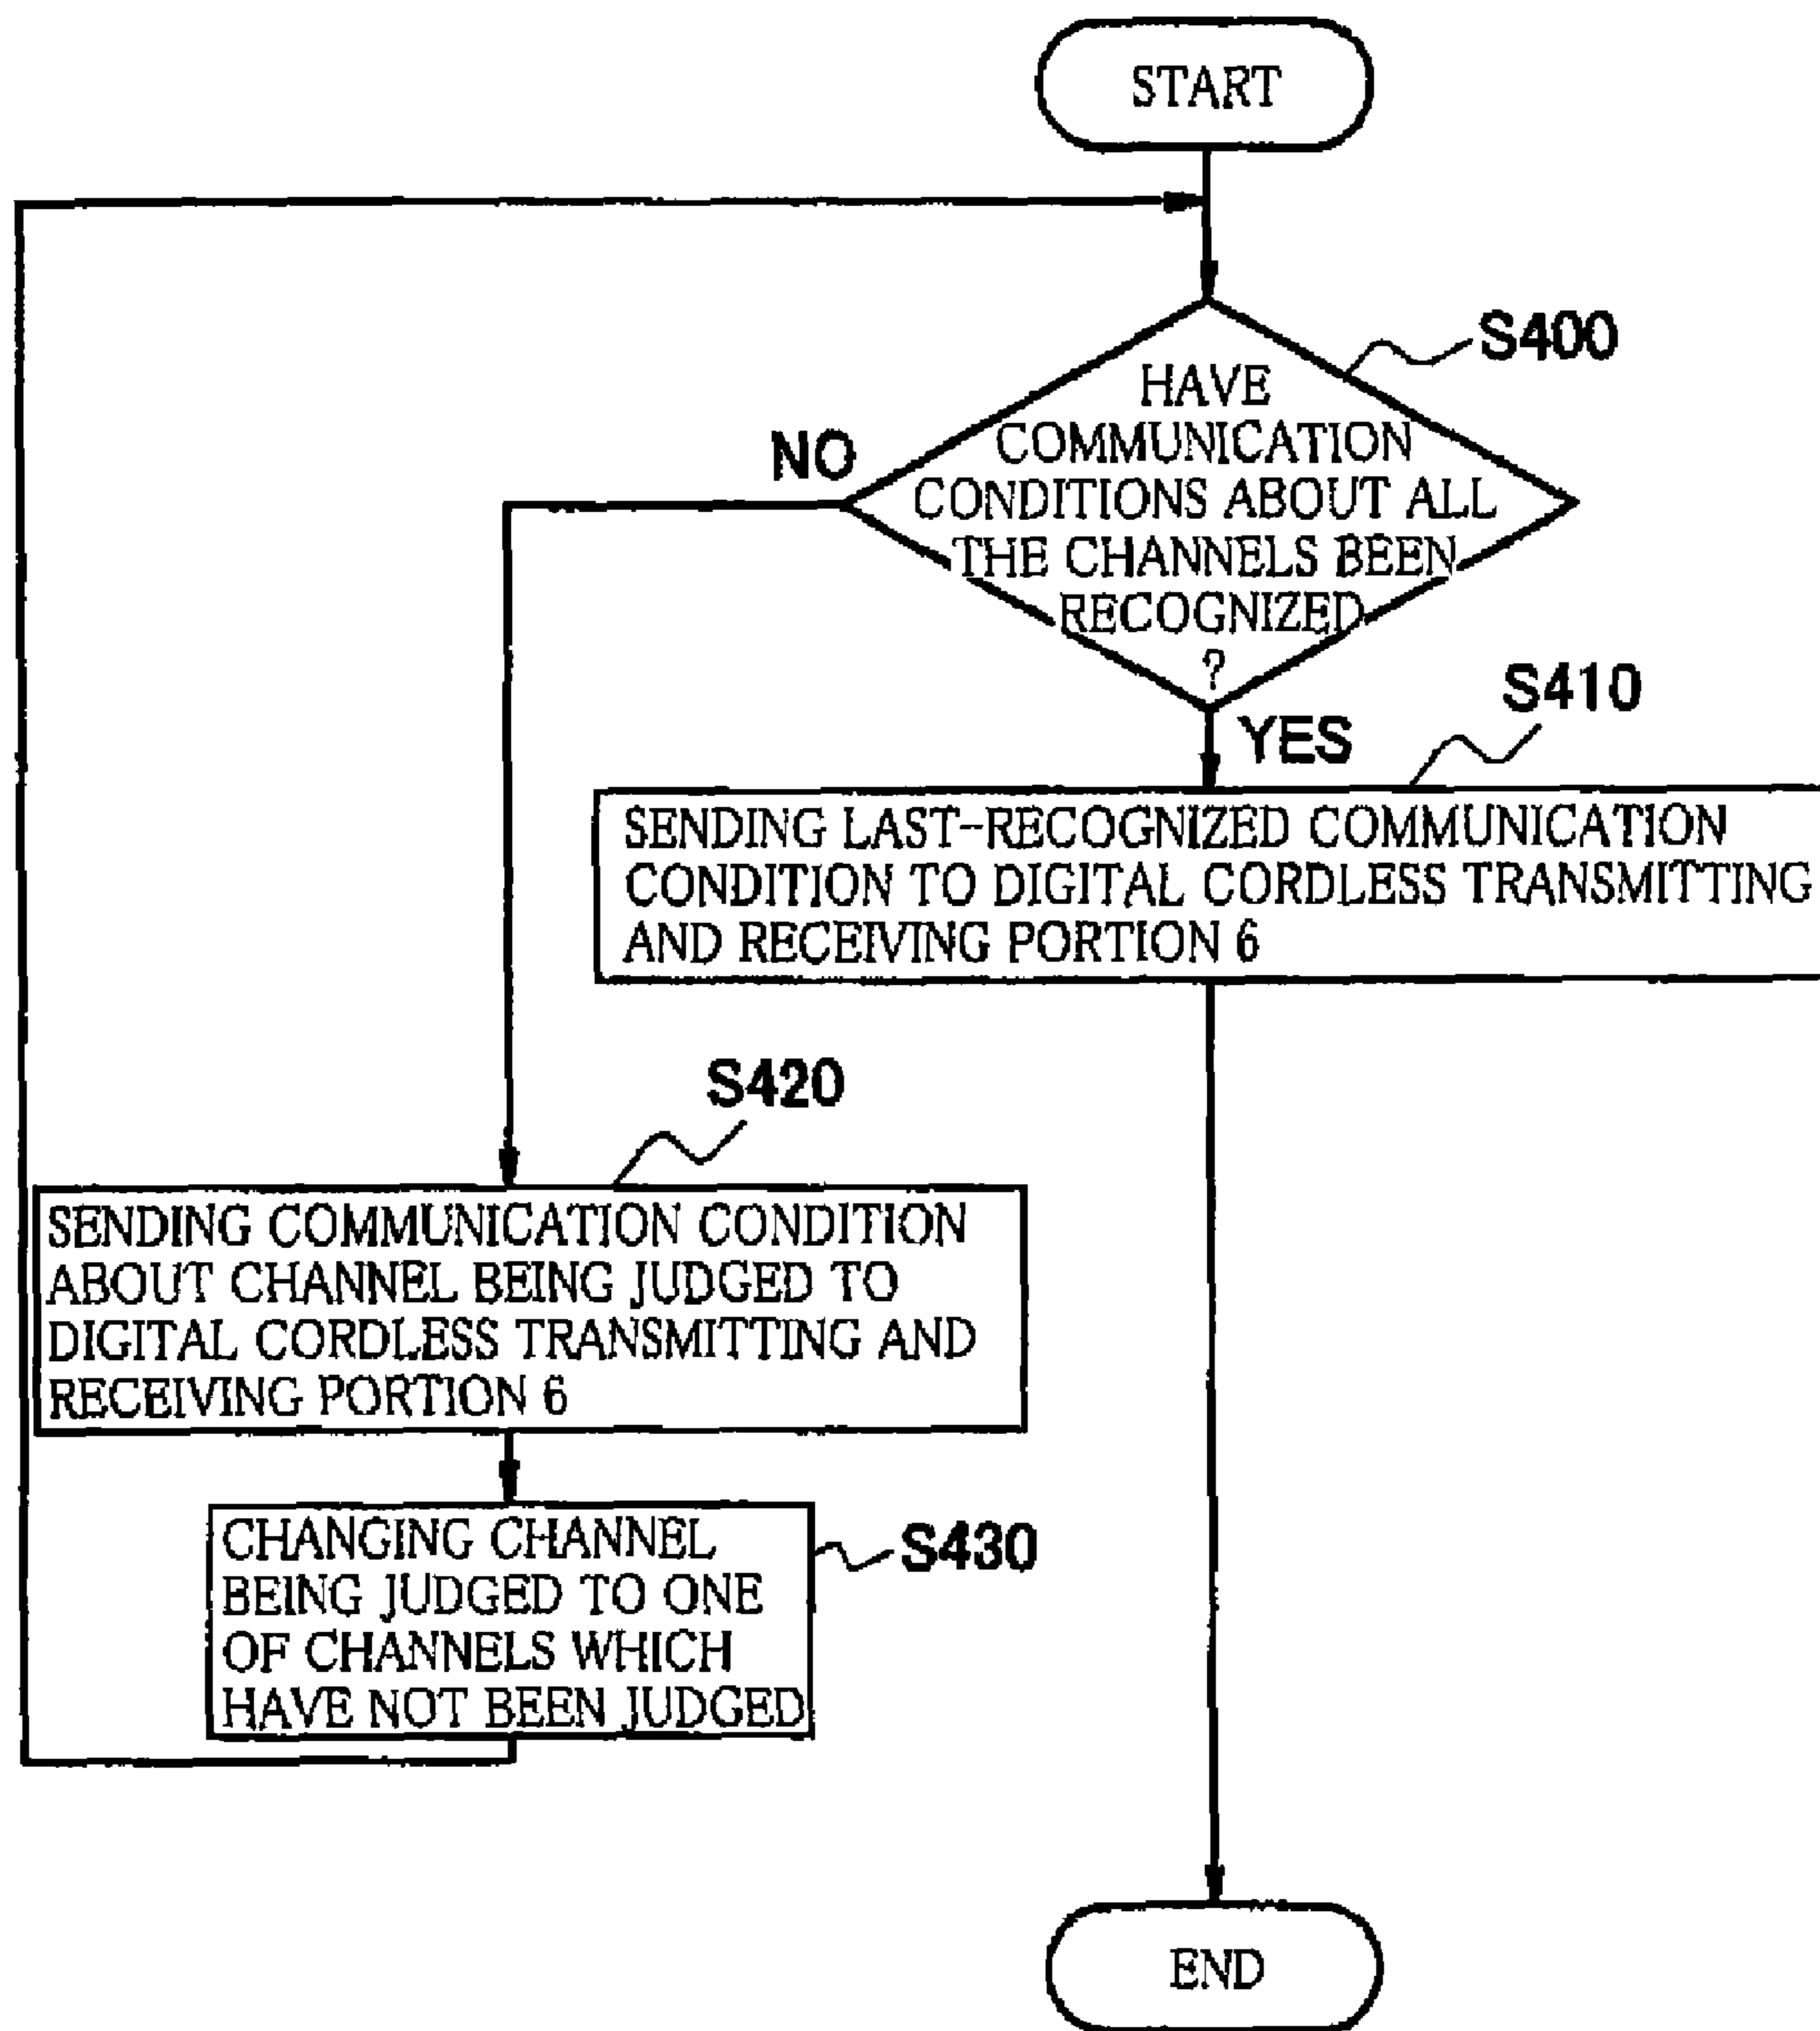 START
S400
HAVE
COMMUNICATION
CONDITIONS ABOUT ALL
THE CHANNELS BEEN
RECOGNIZED
?
NO
YES
S410
SENDING LAST-RECOGNIZED COMMUNICATION
CONDITION TO DIGITAL CORDLESS TRANSMITTING
AND RECEIVING PORTION 6
S420
SENDING COMMUNICATION CONDITION
ABOUT CHANNEL BEING JUDGED TO
DIGITAL CORDLESS TRANSMITTING AND
RECEIVING PORTION 6
S430
CHANGING CHANNEL
BEING JUDGED TO ONE
OF CHANNELS WHICH
HAVE NOT BEEN JUDGED
END